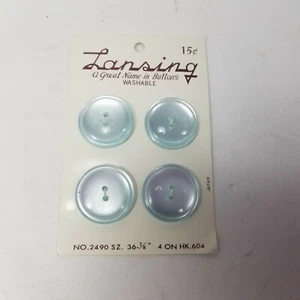 15¢
Lansing
A Great Name in Buttons
WASHABLE
NO.2490 SZ. 36-7/8" 4 ON HK.604